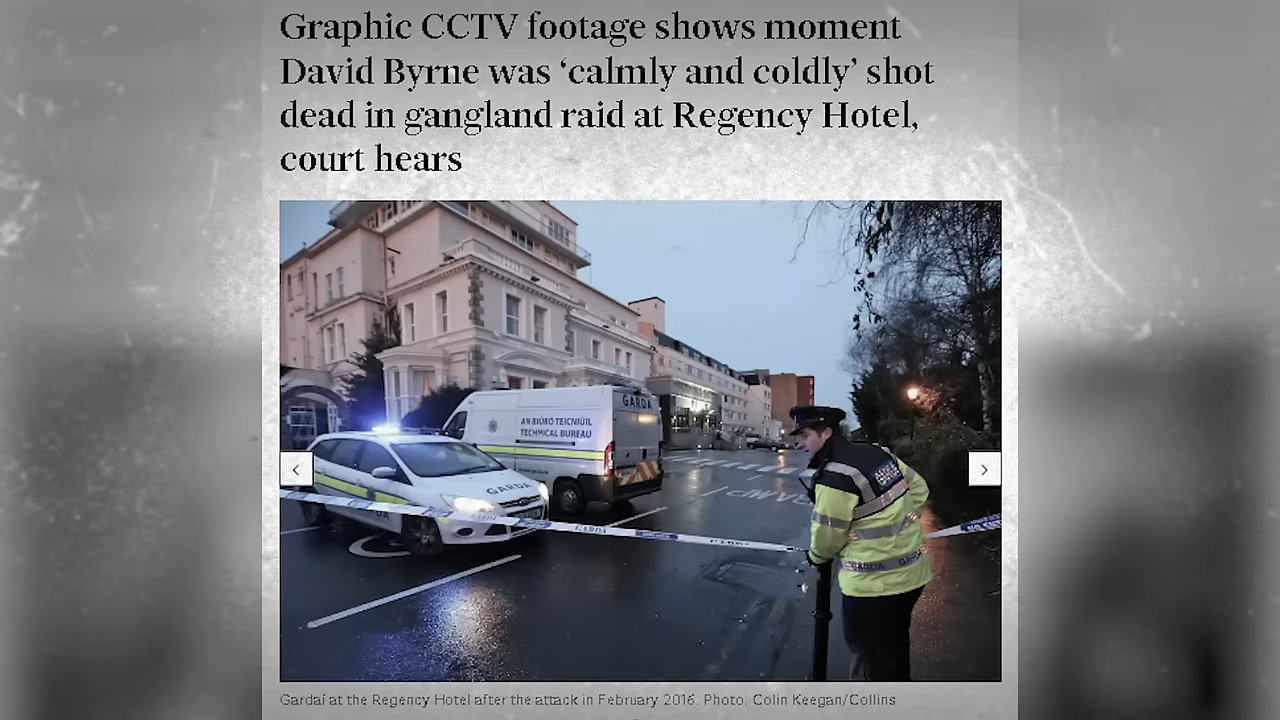 Graphic CCTV footage shows moment
David Byrne was ‘calmly and coldly’ shot
dead in gangland raid at Regency Hotel,
court hears
GARDA
AN BIÚRÓ TEICNIÚIL
TECHNICAL BUREAU
GARDA
GARDA
GARDA
Gardaí at the Regency Hotel after the attack in February 2016. Photo: Colin Keegan/Collins